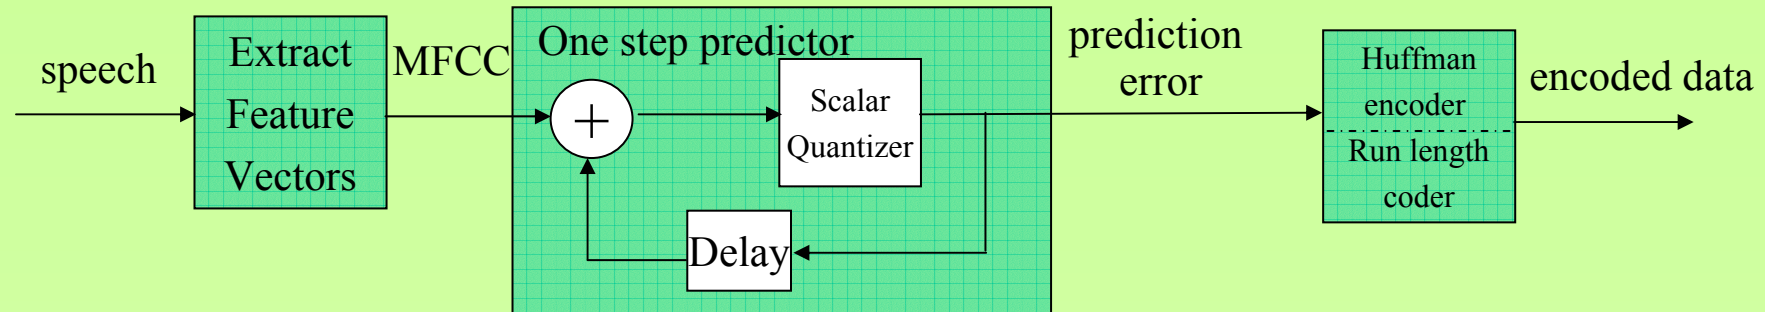 speech
Extract
Feature
Vectors
MFCC
One step predictor
+
Scalar
Quantizer
Delay
prediction
error
Huffman
encoder
Run length
coder
encoded data